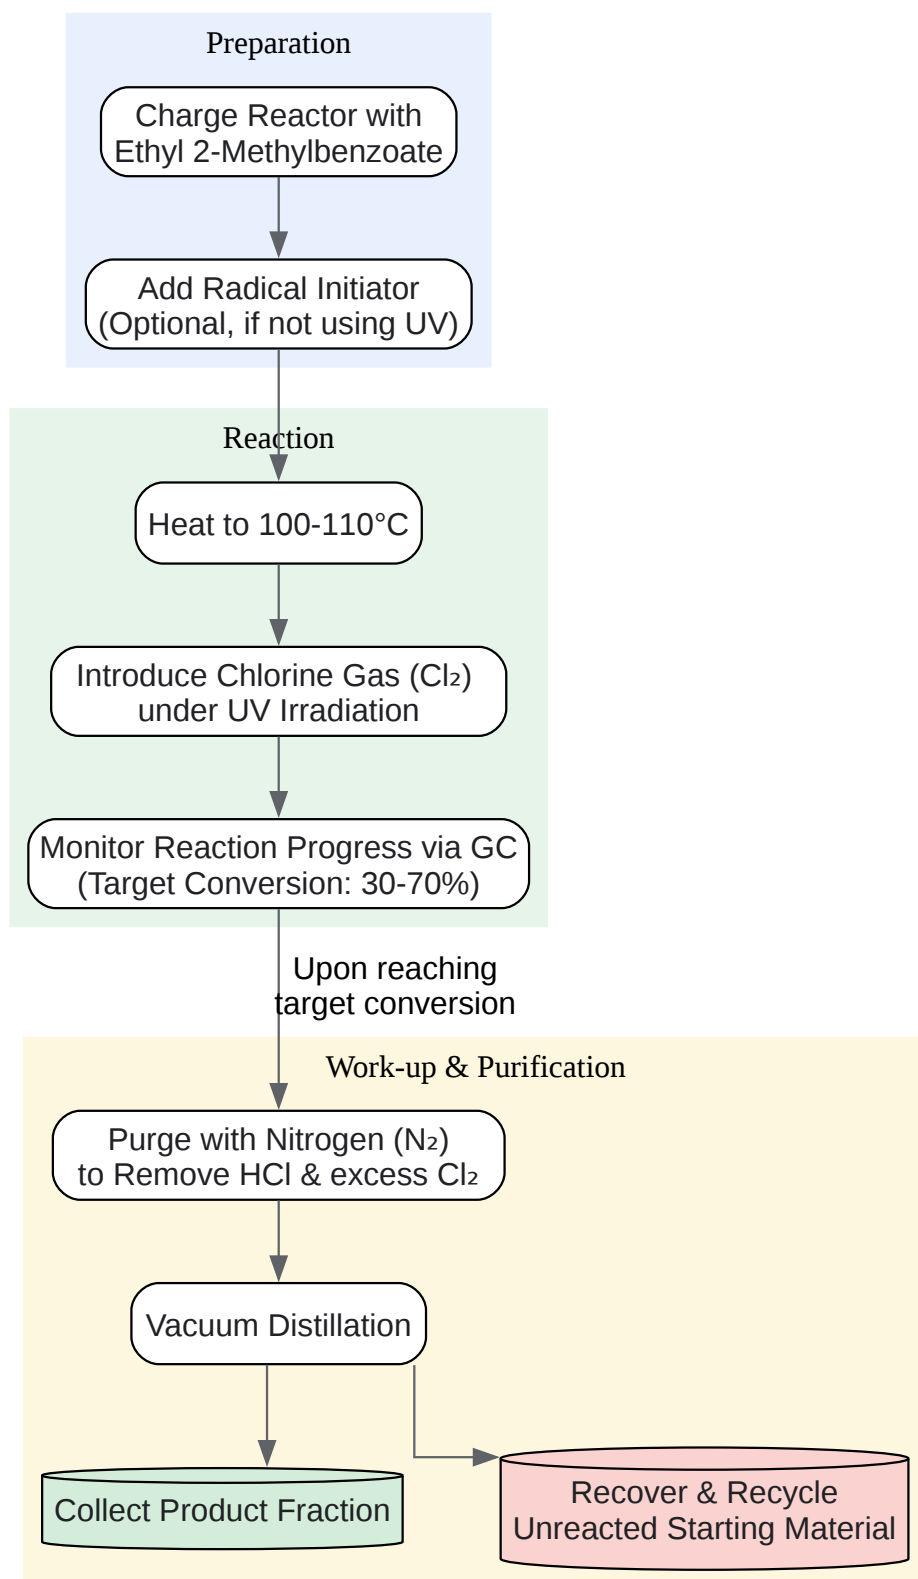 Preparation
Charge Reactor with
Ethyl 2-Methylbenzoate
Add Radical Initiator
(Optional, if not using UV)
Reaction
Heat to 100-110°C
Introduce Chlorine Gas (Cl₂)
under UV Irradiation
Monitor Reaction Progress via GC
(Target Conversion: 30-70%)
Upon reaching
target conversion
Work-up & Purification
Purge with Nitrogen (N₂)
to Remove HCl & excess Cl₂
Vacuum Distillation
Collect Product Fraction
Recover & Recycle
Unreacted Starting Material